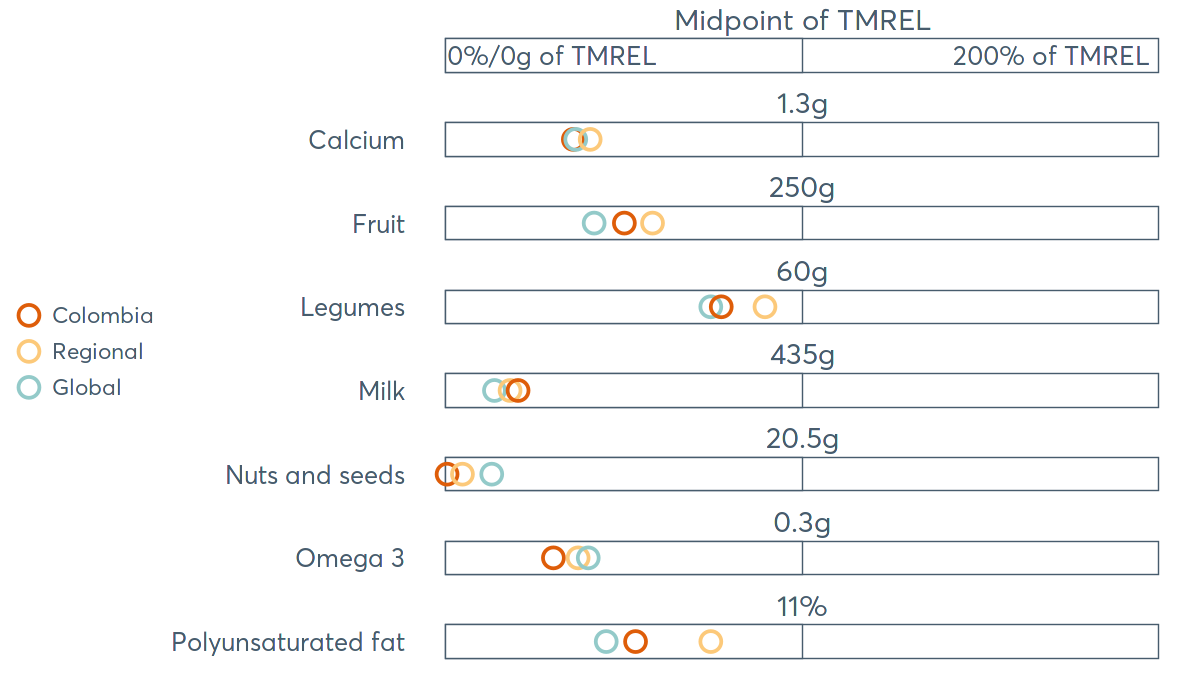 Midpoint of TMREL
0%/0g of TMREL
200% of TMREL
1.3g
Calcium
250g
Fruit
60g
Legumes
435g
Milk
20.5g
Nuts and seeds
0.3g
Omega 3
11%
Polyunsaturated fat
Colombia
Regional
Global